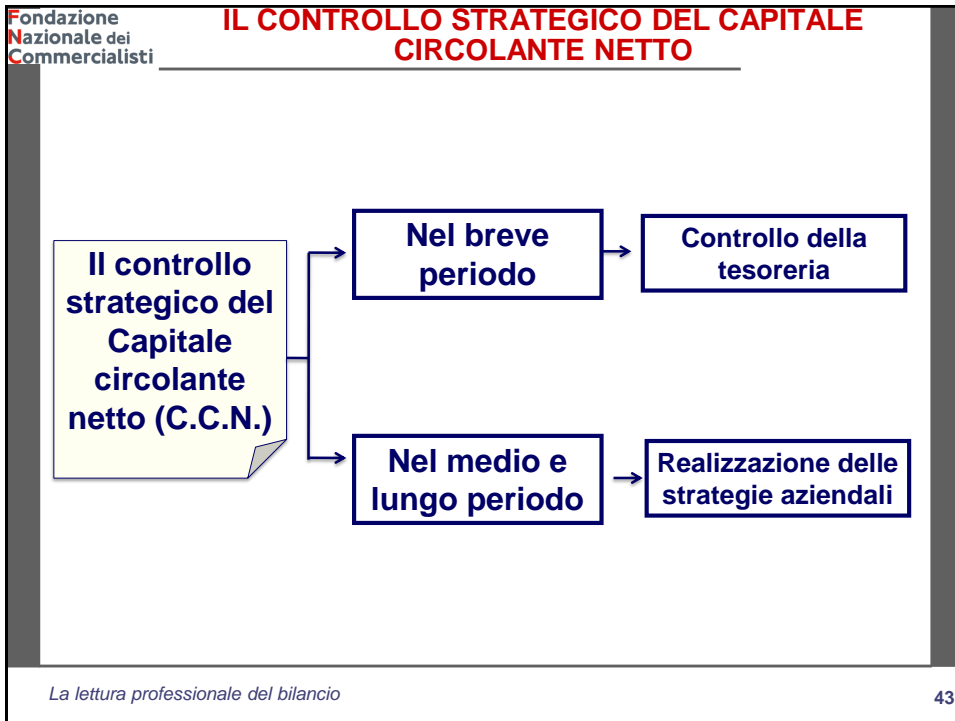 Fondazione
Nazionale dei
Commercialisti
IL CONTROLLO STRATEGICO DEL CAPITALE
CIRCOLANTE NETTO
Il controllo
strategico del
Capitale
circolante
netto (C.C.N.)
Nel breve
periodo
Controllo della
tesoreria
Nel medio e
lungo periodo
Realizzazione delle
strategie aziendali
La lettura professionale del bilancio
43